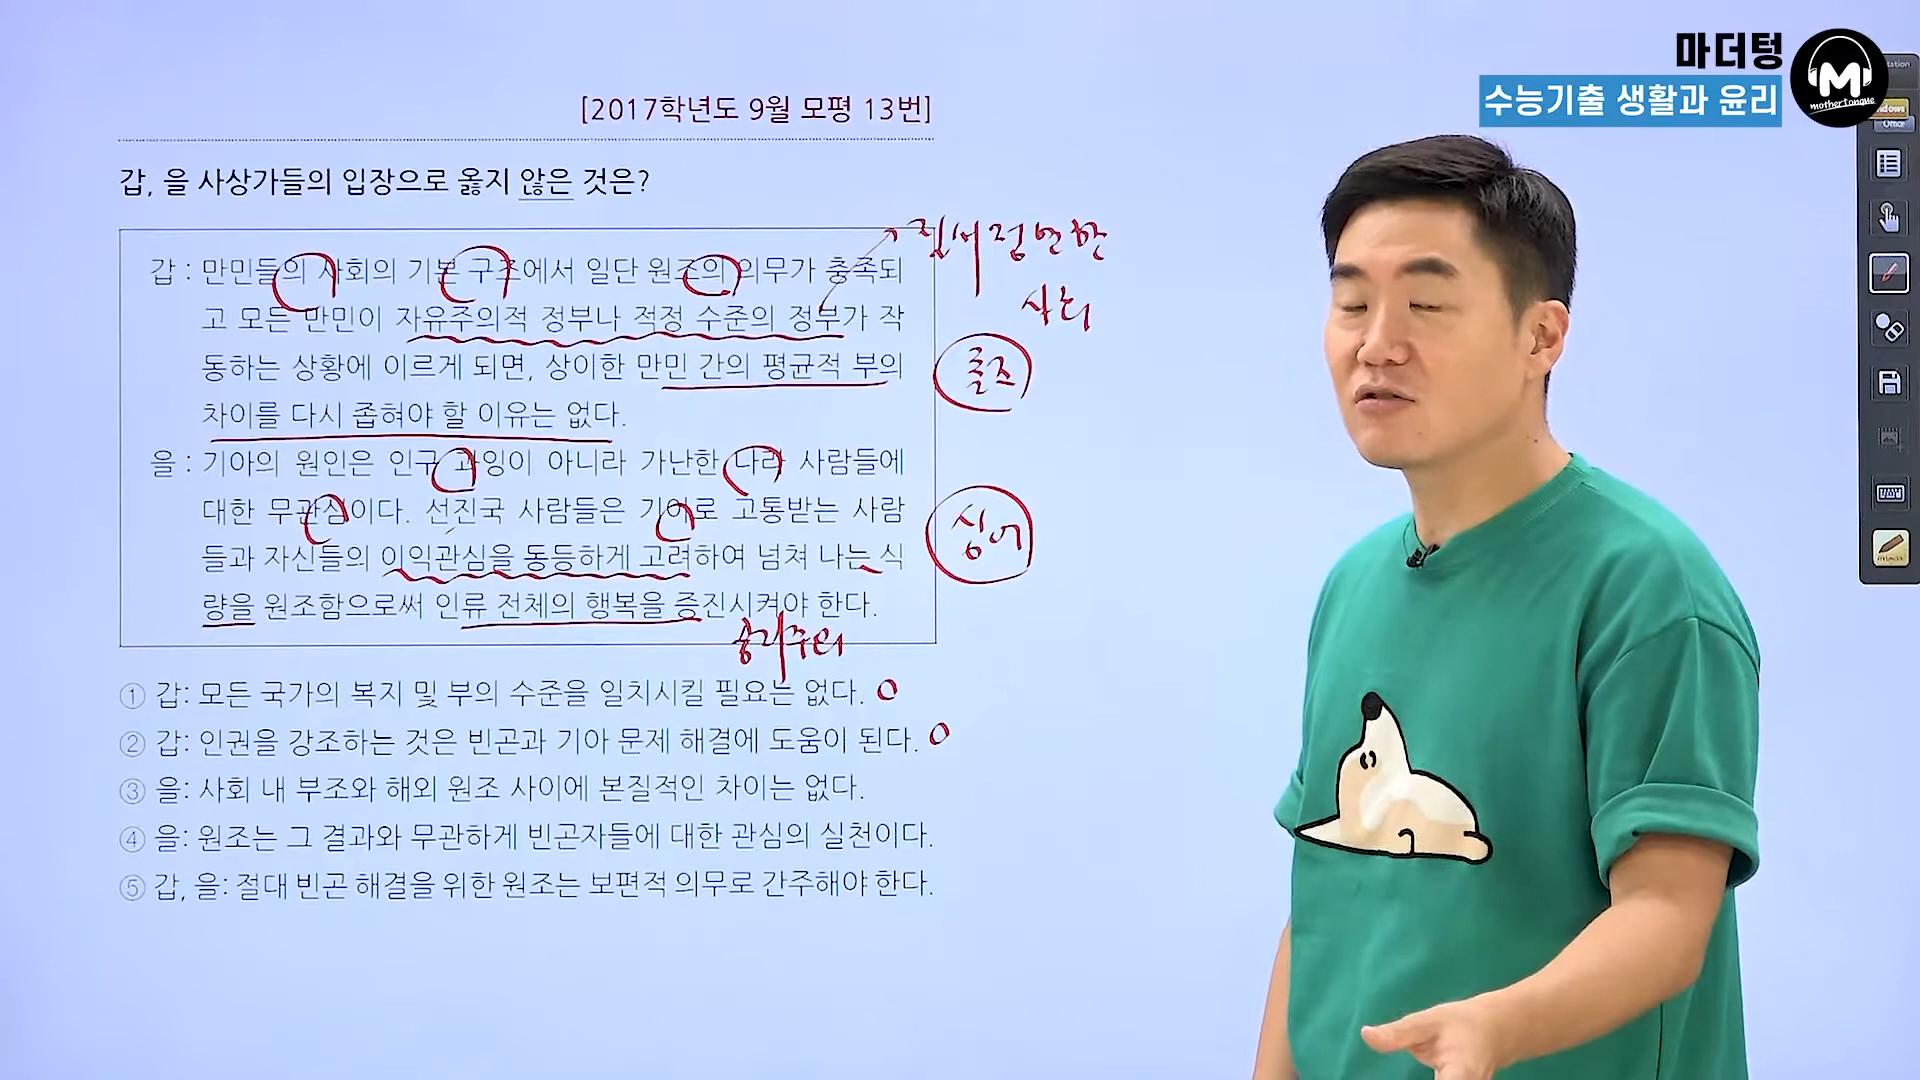 마더텅
수능기출 생활과 윤리
M
mothertongue
[2017학년도 9월 모평 13번]
갑, 을 사상가들의 입장으로 옳지 않은 것은?
갑 : 만민들의 사회의 기본 구조에서 일단 원조의 의무가 충족되
고 모든 만민이 자유주의적 정부나 적정 수준의 정부가 작
동하는 상황에 이르게 되면, 상이한 만민 간의 평균적 부의
차이를 다시 좁혀야 할 이유는 없다.
을 : 기아의 원인은 인구 과잉이 아니라 가난한 나라 사람들에
대한 무관심이다. 선진국 사람들은 기아로 고통받는 사람
들과 자신들의 이익관심을 동등하게 고려하여 넘쳐 나는 식
량을 원조함으로써 인류 전체의 행복을 증진시켜야 한다.
질서정연한
사회
롤즈
싱어
공리주의
① 갑: 모든 국가의 복지 및 부의 수준을 일치시킬 필요는 없다. O
② 갑: 인권을 강조하는 것은 빈곤과 기아 문제 해결에 도움이 된다. O
③ 을: 사회 내 부조와 해외 원조 사이에 본질적인 차이는 없다.
④ 을: 원조는 그 결과와 무관하게 빈곤자들에 대한 관심의 실천이다.
⑤ 갑, 을: 절대 빈곤 해결을 위한 원조는 보편적 의무로 간주해야 한다.